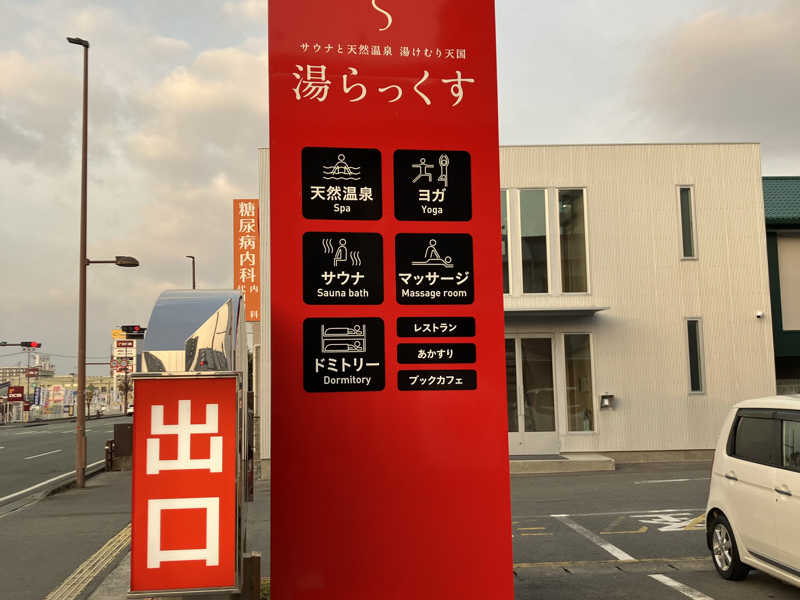 サウナと天然温泉 湯けむり天国
湯らっくす
天然温泉
Spa
ヨガ
Yoga
サウナ
Sauna bath
マッサージ
Massage room
ドミトリー
Dormitory
レストラン
あかすり
ブックカフェ
糖尿病内科
出口